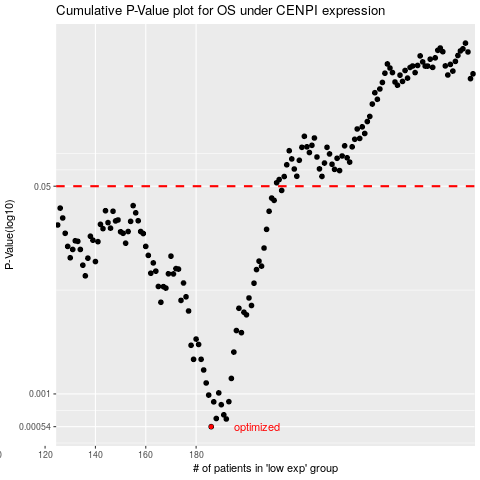 Cumulative P-Value plot for OS under CENPI expression
P-Value(log10)
0.05
0.001
0.00054
optimized
0
120
140
160
180
# of patients in 'low exp' group